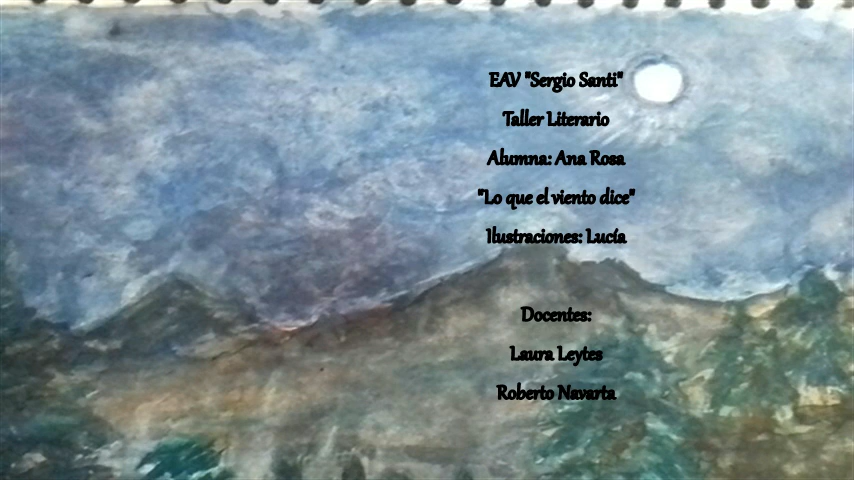 EAV "Sergio Santi"
Taller Literario
Alumna: Ana Rosa
"Lo que el viento dice"
Ilustraciones: Lucía
Docentes:
Laura Leytes
Roberto Navarta